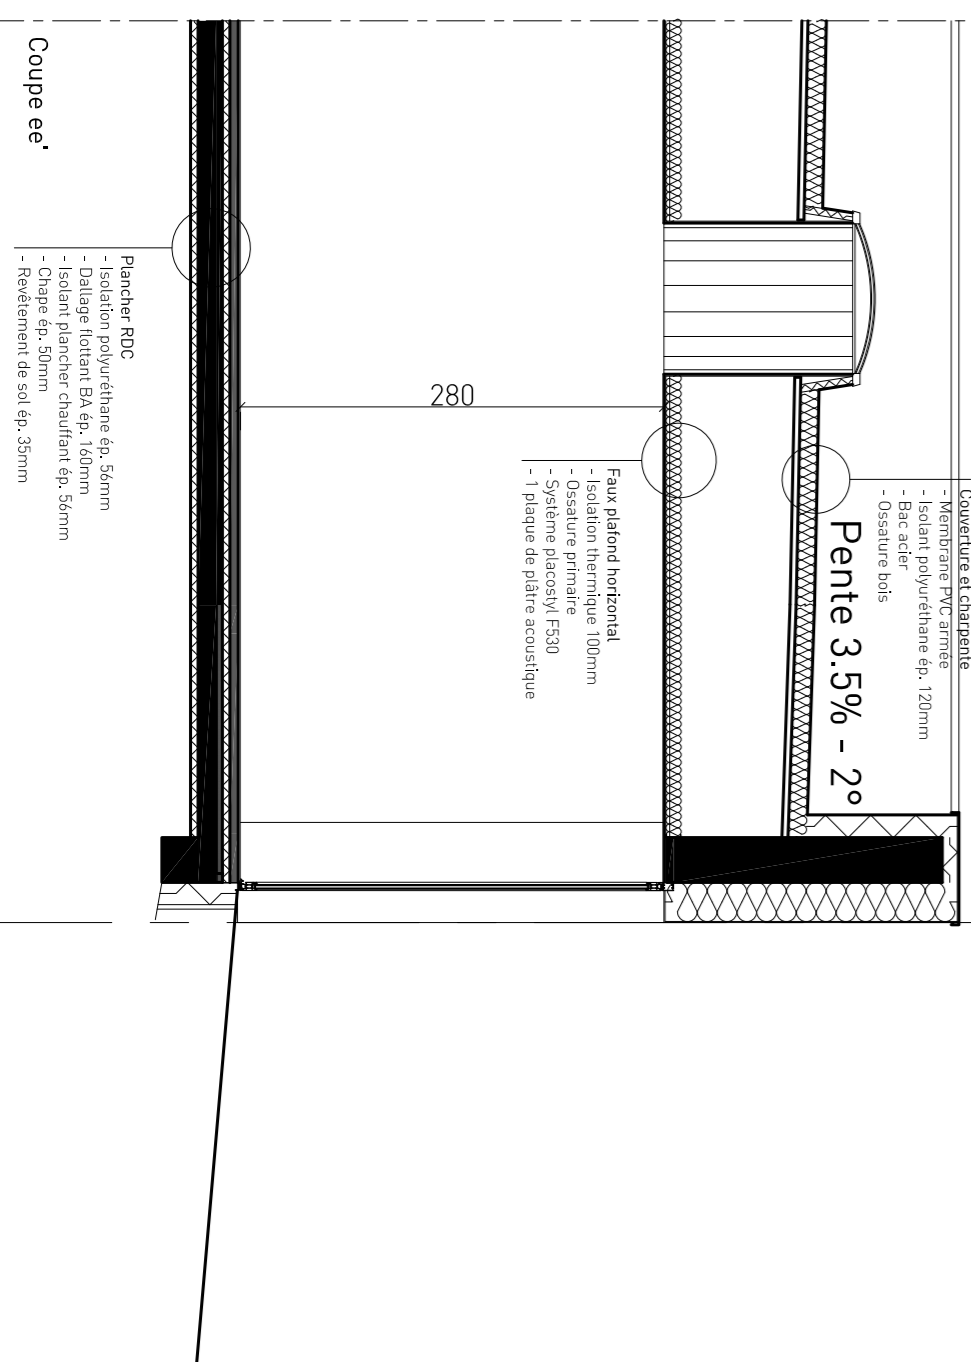 Couverture et charpente
- Membrane PVC armée
- Isolant polyuréthane ép. 120mm
- Bac acier
- Ossature bois
Pente 3.5% - 2°
Faux plafond horizontal
- Isolation thermique 100mm
- Ossature primaire
- Système placostyl F530
- 1 plaque de plâtre acoustique
280
Plancher RDC
- Isolation polyuréthane ép. 56mm
- Dallage flottant BA ép. 160mm
- Isolant plancher chauffant ép. 56mm
- Chape ép. 50mm
- Revêtement de sol ép. 35mm
Coupe ee'